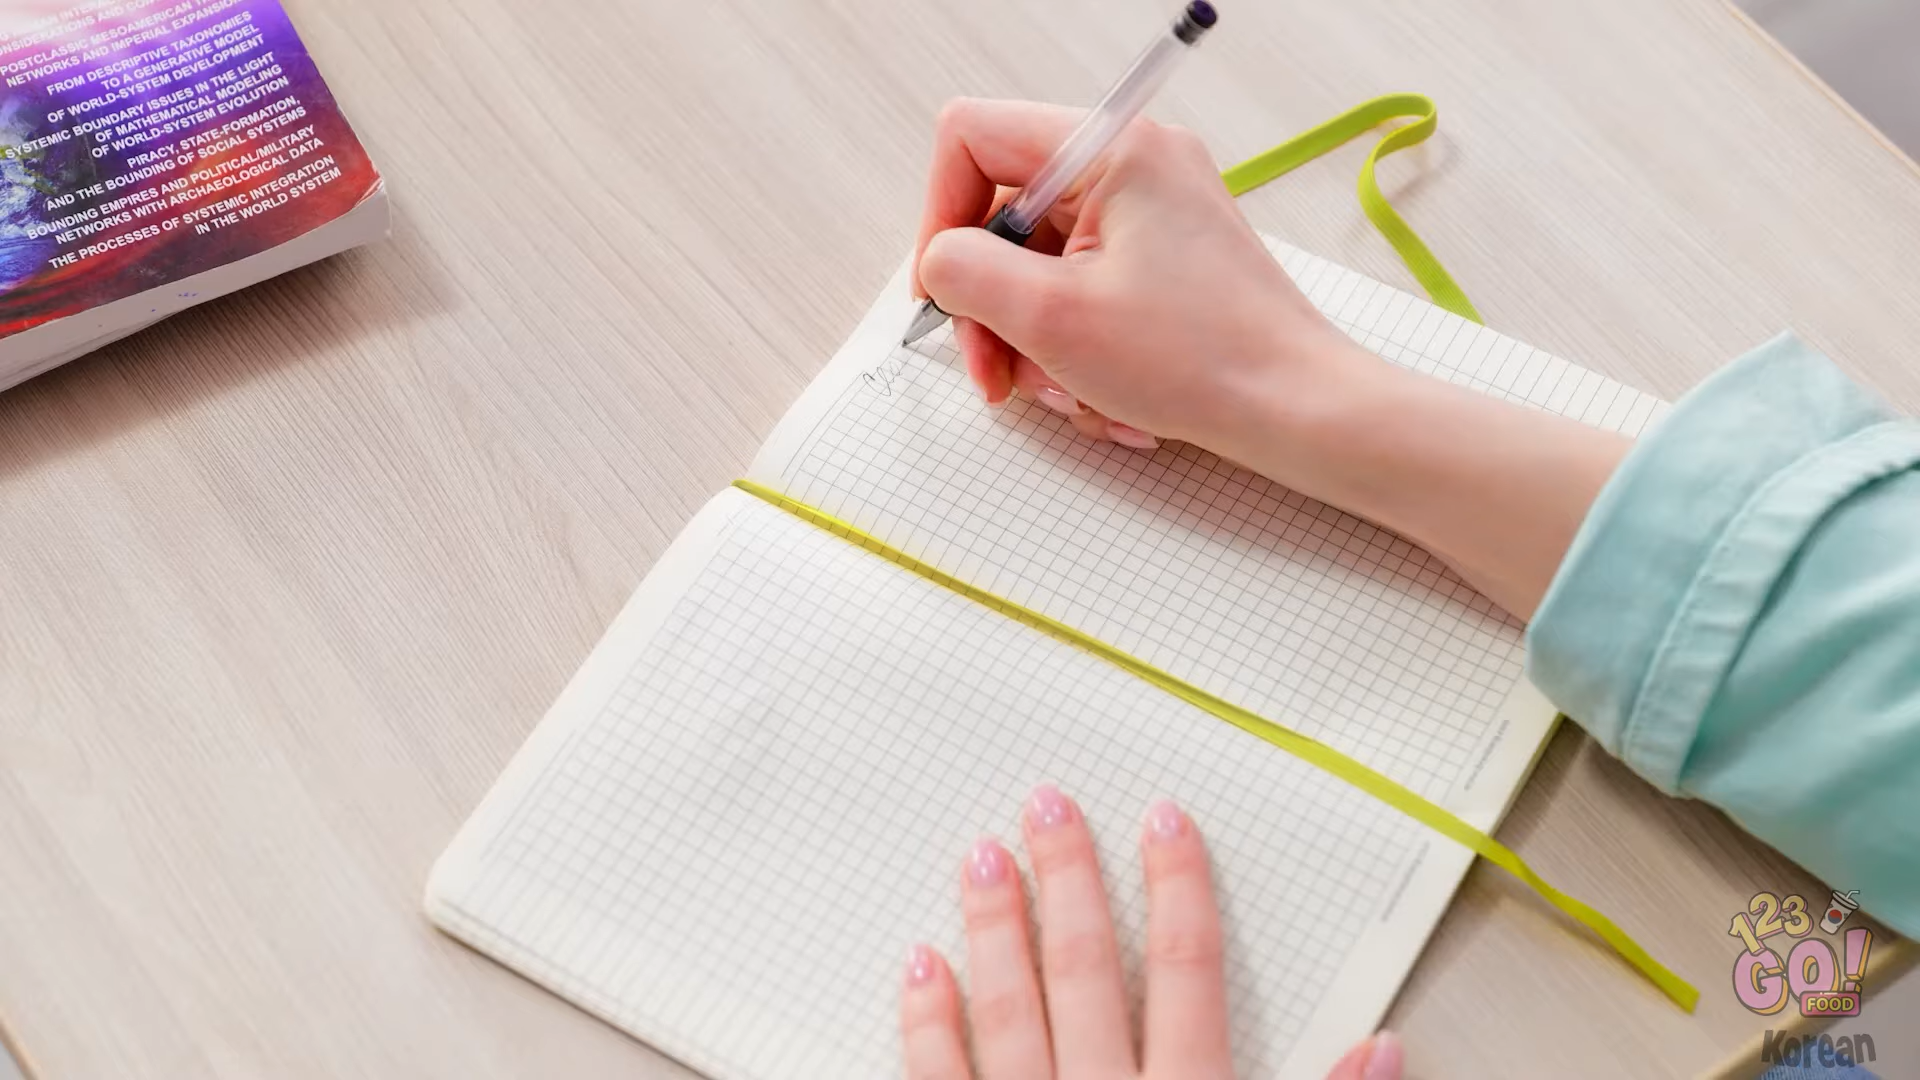 CONSIDERATIONS AND
POSTCLASSIC MESOAMERICAN
NETWORKS AND IMPERIAL EXPANSION
FROM DESCRIPTIVE TAXONOMIES
TO A GENERATIVE MODEL
OF WORLD-SYSTEM DEVELOPMENT
SYSTEMIC BOUNDARY ISSUES IN THE LIGHT
OF MATHEMATICAL MODELING
OF WORLD-SYSTEM EVOLUTION
PIRACY, STATE-FORMATION,
AND THE BOUNDING OF SOCIAL SYSTEMS
BOUNDING EMPIRES AND POLITICAL/MILITARY
NETWORKS WITH ARCHAEOLOGICAL DATA
THE PROCESSES OF SYSTEMIC INTEGRATION
IN THE WORLD SYSTEM
123
GO!
FOOD
Korean